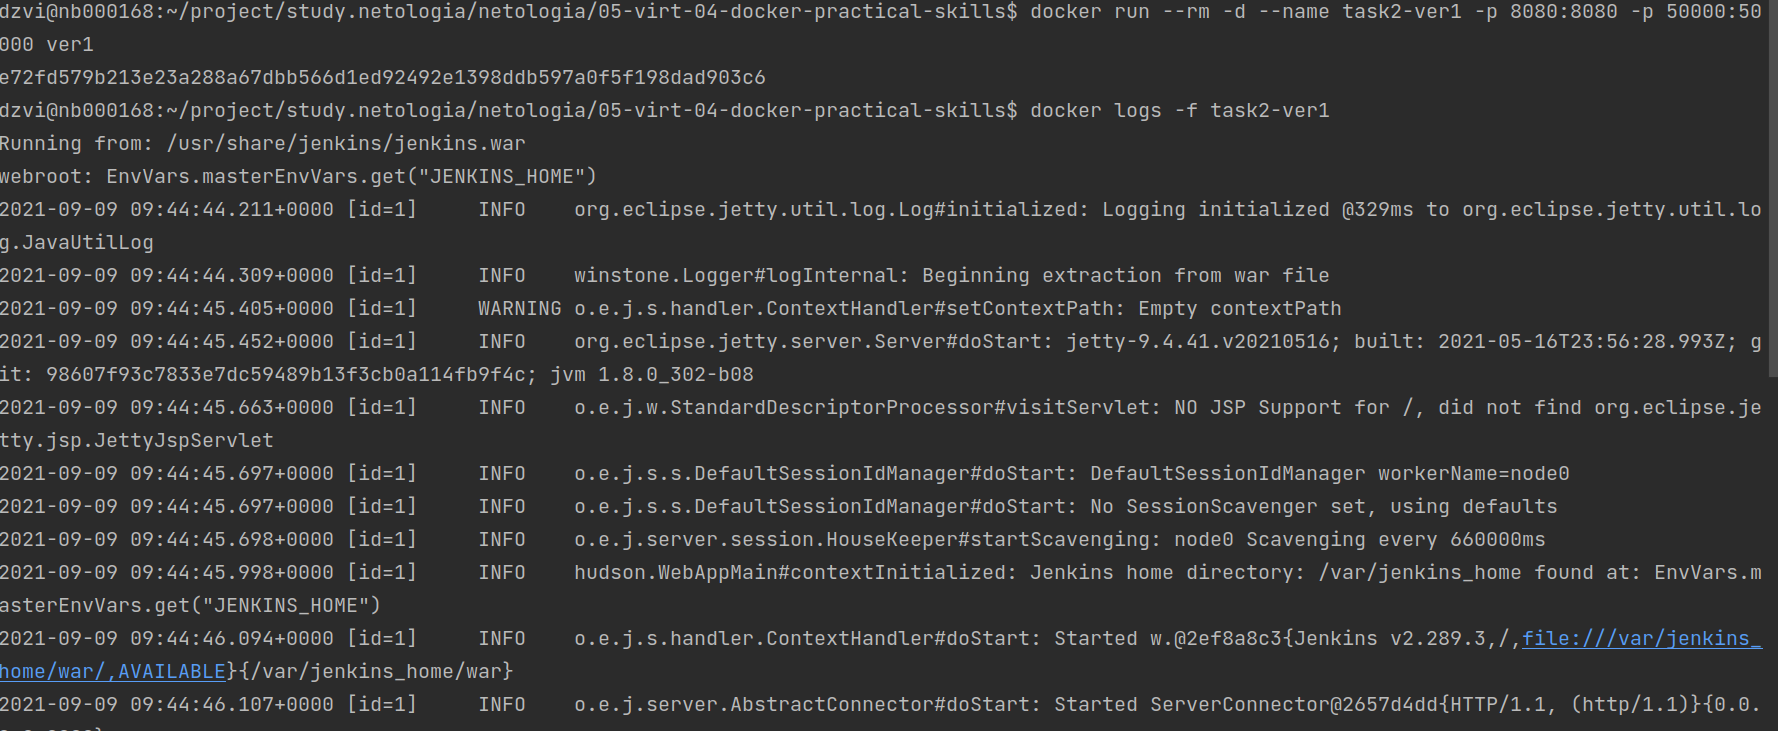 dzvi@nb000168:~/project/study.netologia/netologia/05-virt-04-docker-practical-skills$ docker run --rm -d --name task2-ver1 -p 8080:8080 -p 50000:50
000 ver1
e72fd579b213e23a288a67dbb566d1ed92492e1398ddb597a0f5f198dad903c6
dzvi@nb000168:~/project/study.netologia/netologia/05-virt-04-docker-practical-skills$ docker logs -f task2-ver1
Running from: /usr/share/jenkins/jenkins.war
webroot: EnvVars.masterEnvVars.get("JENKINS_HOME")
2021-09-09 09:44:44.211+0000 [id=1]     INFO    org.eclipse.jetty.util.log.Log#initialized: Logging initialized @329ms to org.eclipse.jetty.util.lo
g.JavaUtilLog
2021-09-09 09:44:44.309+0000 [id=1]     INFO    winstone.Logger#logInternal: Beginning extraction from war file
2021-09-09 09:44:45.405+0000 [id=1]     WARNING o.e.j.s.handler.ContextHandler#setContextPath: Empty contextPath
2021-09-09 09:44:45.452+0000 [id=1]     INFO    org.eclipse.jetty.server.Server#doStart: jetty-9.4.41.v20210516; built: 2021-05-16T23:56:28.993Z; g
it: 98607f93c7833e7dc59489b13f3cb0a114fb9f4c; jvm 1.8.0_302-b08
2021-09-09 09:44:45.663+0000 [id=1]     INFO    o.e.j.w.StandardDescriptorProcessor#visitServlet: NO JSP Support for /, did not find org.eclipse.je
tty.jsp.JettyJspServlet
2021-09-09 09:44:45.697+0000 [id=1]     INFO    o.e.j.s.s.DefaultSessionIdManager#doStart: DefaultSessionIdManager workerName=node0
2021-09-09 09:44:45.697+0000 [id=1]     INFO    o.e.j.s.s.DefaultSessionIdManager#doStart: No SessionScavenger set, using defaults
2021-09-09 09:44:45.698+0000 [id=1]     INFO    o.e.j.server.session.HouseKeeper#startScavenging: node0 Scavenging every 660000ms
2021-09-09 09:44:45.998+0000 [id=1]     INFO    hudson.WebAppMain#contextInitialized: Jenkins home directory: /var/jenkins_home found at: EnvVars.m
asterEnvVars.get("JENKINS_HOME")
2021-09-09 09:44:46.094+0000 [id=1]     INFO    o.e.j.s.handler.ContextHandler#doStart: Started w.@2ef8a8c3{Jenkins v2.289.3,/,file:///var/jenkins_
home/war/,AVAILABLE}{/var/jenkins_home/war}
2021-09-09 09:44:46.107+0000 [id=1]     INFO    o.e.j.server.AbstractConnector#doStart: Started ServerConnector@2657d4dd{HTTP/1.1, (http/1.1)}{0.0.